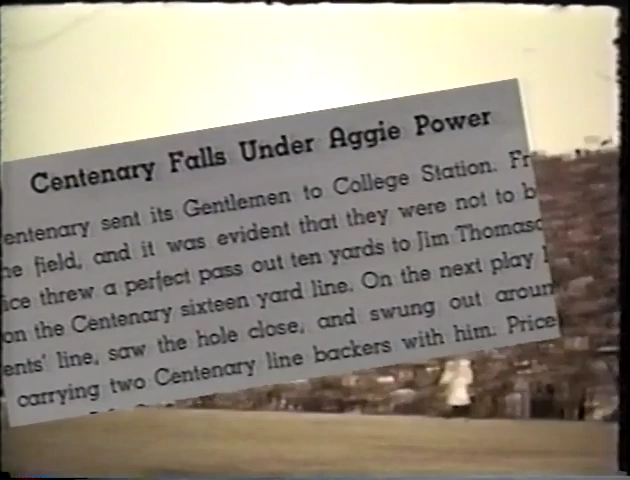 Centenary Falls Under Aggie Power
entenary sent its Gentlemen to College Station. Fr
he field, and it was evident that they were not to b
ice threw a perfect pass out ten yards to Jim Thomaso
on the Centenary sixteen yard line. On the next play
ents' line, saw the hole close, and swung out aroun
carrying two Centenary line backers with him. Price